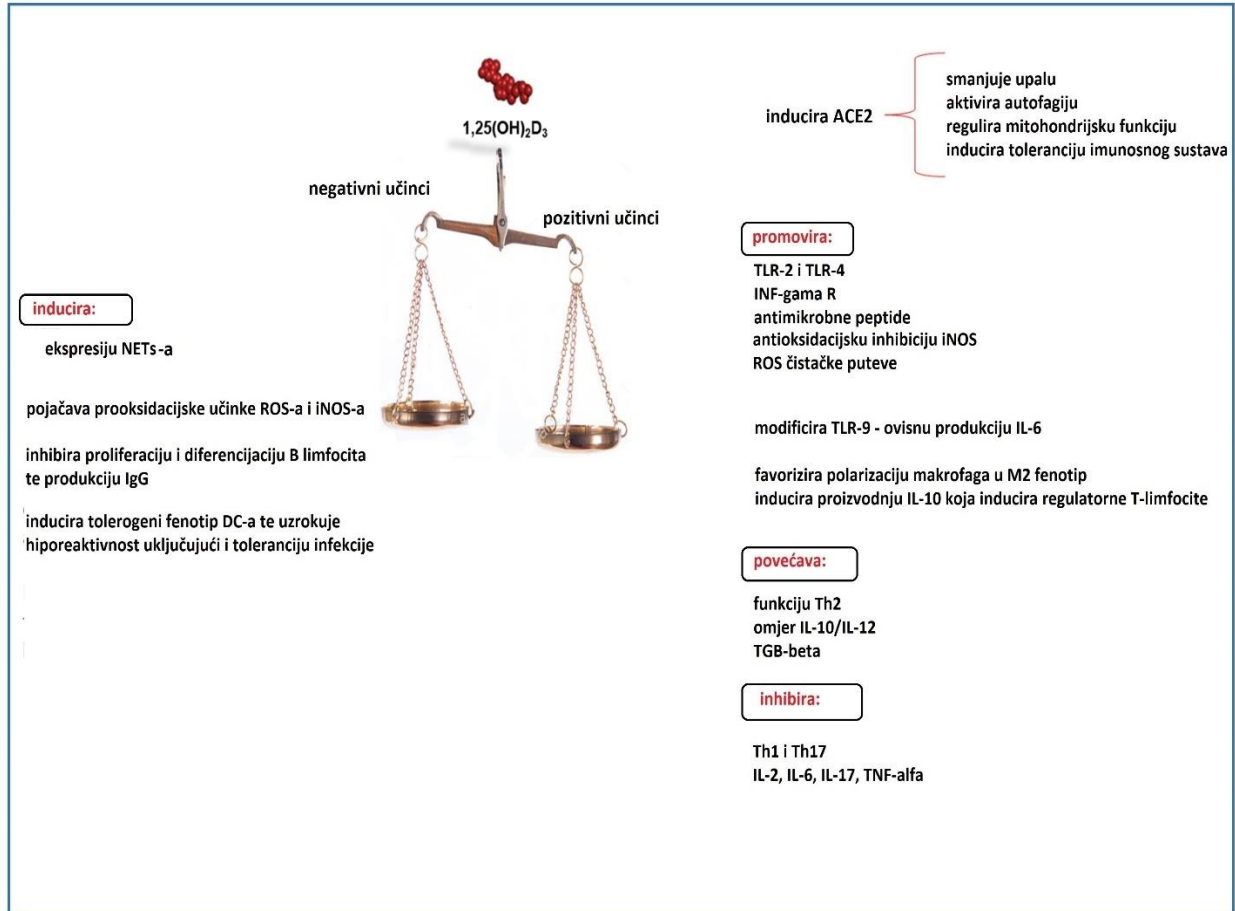 1,25(OH)₂D₃
negativni učinci
pozitivni učinci
inducira:
ekspresiju NETs-a
pojačava prooksidacijske učinke ROS-a i iNOS-a
inhibira proliferaciju i diferencijaciju B limfocita
te produkciju IgG
inducira tolerogeni fenotip DC-a te uzrokuje
hiporeaktivnost uključujući i toleranciju infekcije
inducira ACE2
smanjuje upalu
aktivira autofagiju
regulira mitohondrijsku funkciju
inducira toleranciju imunosnog sustava
promovira:
TLR-2 i TLR-4
INF-gama R
antimikrobne peptide
antioksidacijsku inhibiciju iNOS
ROS čistačke puteve
modificira TLR-9 - ovisnu produkciju IL-6
favorizira polarizaciju makrofaga u M2 fenotip
inducira proizvodnju IL-10 koja inducira regulatorne T-limfocite
povećava:
funkciju Th2
omjer IL-10/IL-12
TGB-beta
inhibira:
Th1 i Th17
IL-2, IL-6, IL-17, TNF-alfa